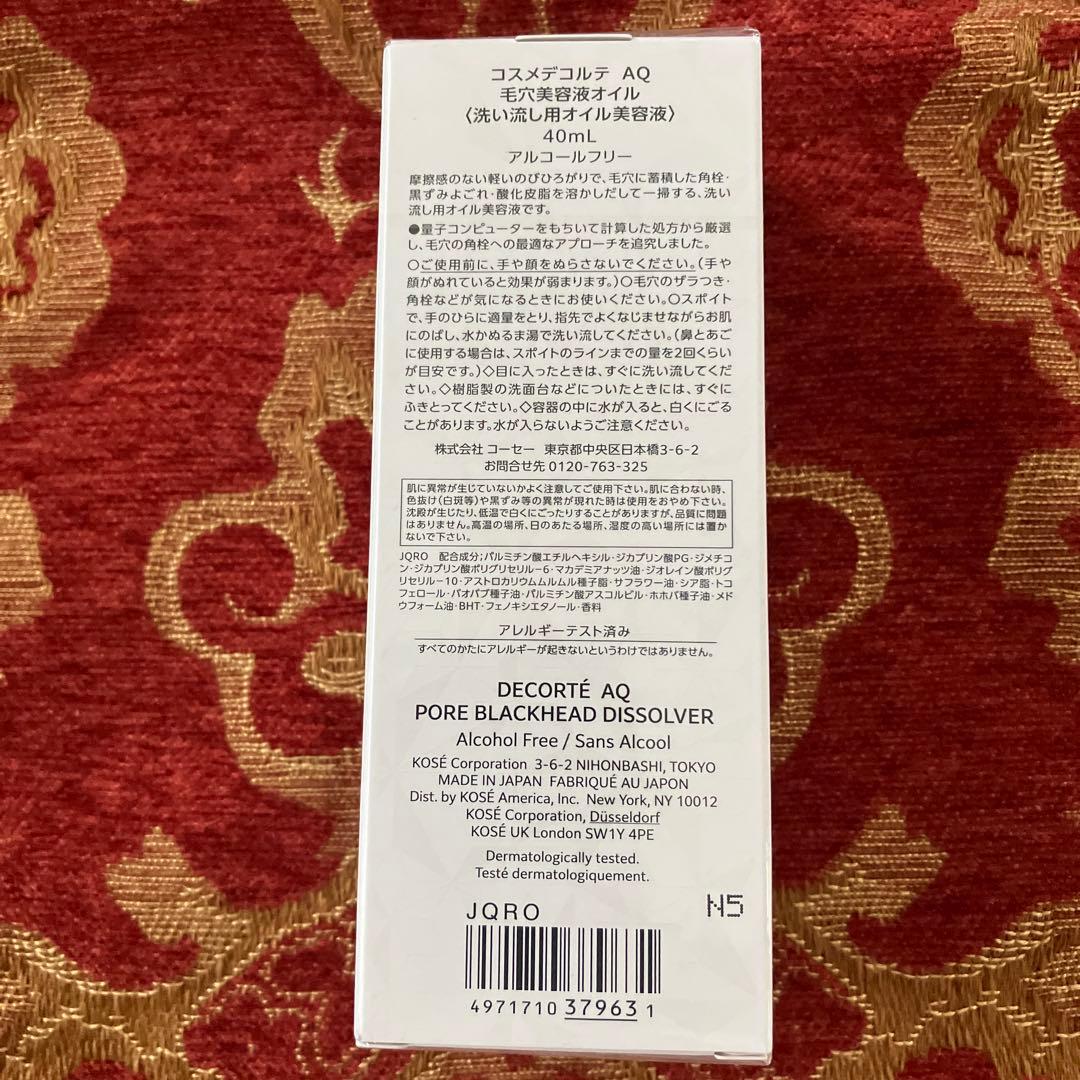 コスメデコルテ AQ
毛穴美容液オイル
〈洗い流し用オイル美容液〉
40mL
アルコールフリー
摩擦感のない軽いのびひろがりで、毛穴に蓄積した角栓・
黒ずみよごれ・酸化皮脂を溶かしだして一掃する、洗い
流し用オイル美容液です。
●量子コンピューターをもちいて計算した処方から厳選
し、毛穴の角栓への最適なアプローチを追究しました。
○ご使用前に、手や顔をぬらさないでください。(手や
顔がぬれていると効果が弱まります。)○毛穴のザラつき・
角栓などが気になるときにお使いください。○スポイト
で、手のひらに適量をとり、指先でよくなじませながらお肌
にのばし、水かぬるま湯で洗い流してください。(鼻とあご
に使用する場合は、スポイトのラインまでの量を2回くらい
が目安です。)◇目に入ったときは、すぐに洗い流してくだ
さい。◇樹脂製の洗面台などについたときには、すぐに
ふきとってください。◇容器の中に水が入ると、白くにごる
ことがあります。水が入らないようご注意ください。
株式会社 コーセー 東京都中央区日本橋3-6-2
お問合せ先 0120-763-325
肌に異常が生じていないかよく注意してご使用下さい。肌に合わない時、
色抜け(白斑等)や黒ずみ等の異常が現れた時は使用をおやめ下さい。
沈殿が生じたり、低温で白くにごったりすることがありますが、品質に問題
はありません。高温の場所、日のあたる場所、湿度の高い場所には置か
ないで下さい。
JQRO 配合成分;パルミチン酸エチルヘキシル・ジカプリン酸PG・ジメチコ
ン・ジカプリン酸ポリグリセリル-6・マカデミアナッツ油・ジオレイン酸ポリグ
リセリル-10・アストロカリウムムルムル種子脂・サフラワー油・シア脂・トコ
フェロール・バオバブ種子油・パルミチン酸アスコルビル・ホホバ種子油・メド
ウフォーム油・BHT・フェノキシエタノール・香料
アレルギーテスト済み
すべてのかたにアレルギーが起きないというわけではありません。
DECORTÉ AQ
PORE BLACKHEAD DISSOLVER
Alcohol Free / Sans Alcool
KOSÉ Corporation 3-6-2 NIHONBASHI, TOKYO
MADE IN JAPAN FABRIQUÉ AU JAPON
Dist. by KOSÉ America, Inc. New York, NY 10012
KOSÉ Corporation, Düsseldorf
KOSÉ UK London SW1Y 4PE
Dermatologically tested.
Testé dermatologiquement.
JQRO
N5
4971710 37963 1